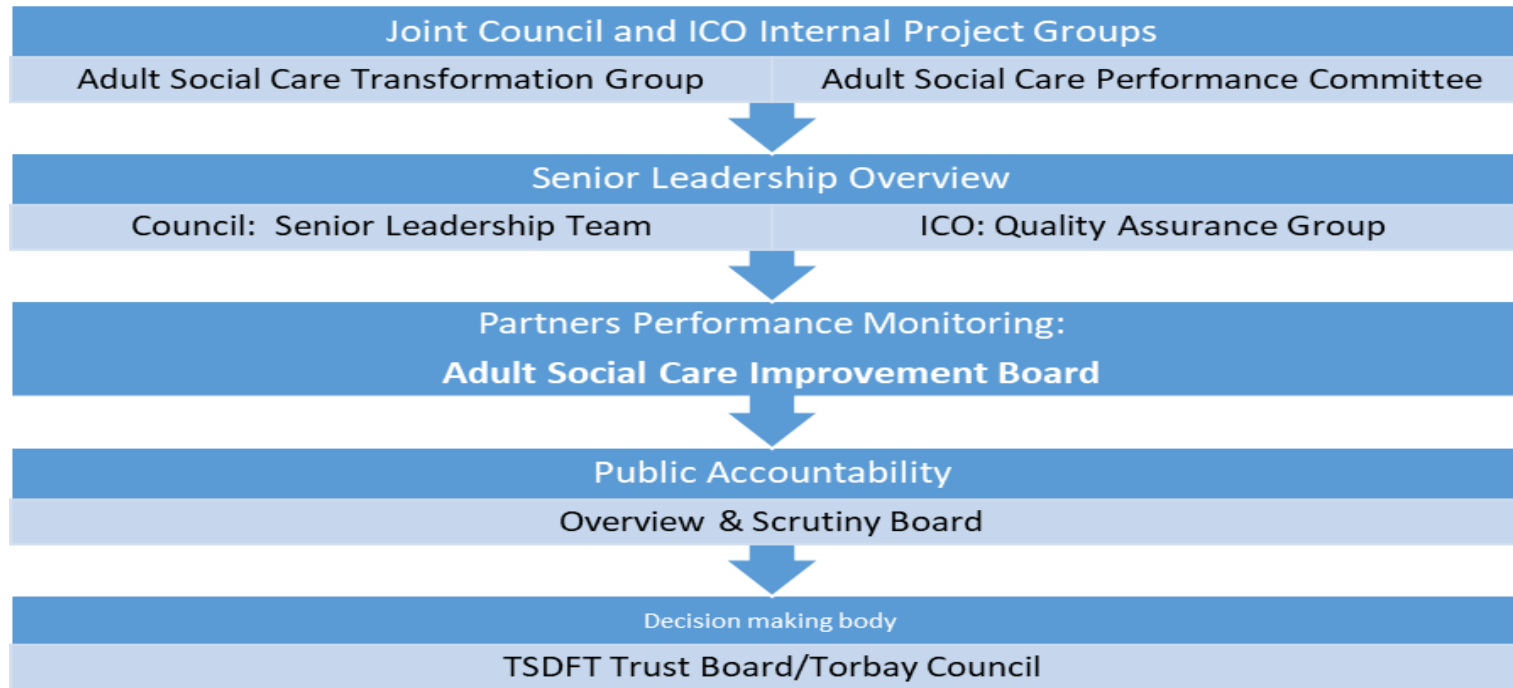 Joint Council and ICO Internal Project Groups
Adult Social Care Transformation Group
Adult Social Care Performance Committee
Senior Leadership Overview
Council: Senior Leadership Team
ICO: Quality Assurance Group
Partners Performance Monitoring:
Adult Social Care Improvement Board
Public Accountability
Overview & Scrutiny Board
Decision making body
TSDFT Trust Board/Torbay Council